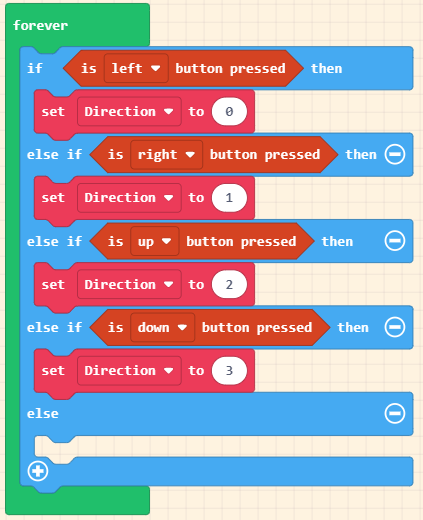 forever
if is left button pressed then
set Direction to 0
else if is right button pressed then
set Direction to 1
else if is up button pressed then
set Direction to 2
else if is down button pressed then
set Direction to 3
else